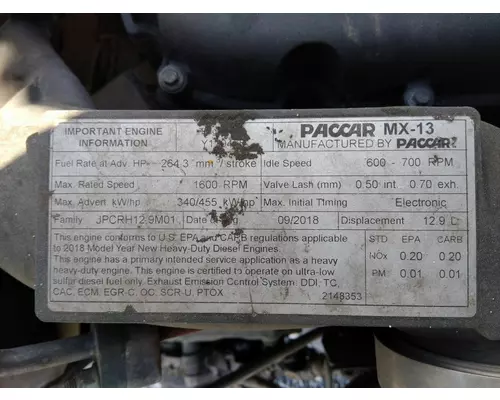 IMPORTANT ENGINE INFORMATION
PACCAR MX-13
MANUFACTURED BY PACCAR
Fuel Rate at Adv. HP- 264.3 mm / stroke
Idle Speed 600 - 700 RPM
Max. Rated Speed 1600 RPM
Valve Lash (mm) 0.50 int 0.70 exh.
Max. Advert kW/hp 340/455 kW/hp
Max. Initial Timing Electronic
Family JPCRH12.9M01
Date 09/2018
Displacement 12.9 L
This engine conforms to U.S. EPA and CARB regulations applicable
to 2018 Model Year New Heavy-Duty Diesel Engines.
This engine has a primary intended service application as a heavy
heavy-duty engine. This engine is certified to operate on ultra-low
sulfur diesel fuel only. Exhaust Emission Control System: DDI, TC,
CAC, ECM, EGR-C, OC, SCR-U, PTOX
2148353
STD EPA CARB
NOx 0.20 0.20
PM 0.01 0.01